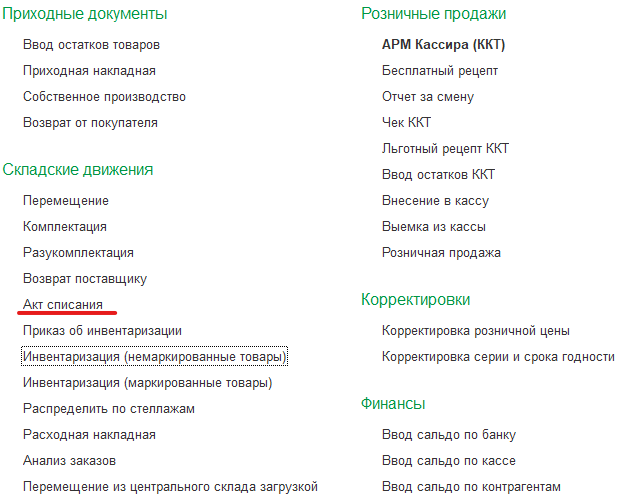 Приходные документы
Ввод остатков товаров
Приходная накладная
Собственное производство
Возврат от покупателя
Складские движения
Перемещение
Комплектация
Разукомплектация
Возврат поставщику
Акт списания
Приказ об инвентаризации
Инвентаризация (немаркированные товары)
Инвентаризация (маркированные товары)
Распределить по стеллажам
Расходная накладная
Анализ заказов
Перемещение из центрального склада загрузкой
Розничные продажи
АРМ Кассира (ККТ)
Бесплатный рецепт
Отчет за смену
Чек ККТ
Льготный рецепт ККТ
Ввод остатков ККТ
Внесение в кассу
Выемка из кассы
Розничная продажа
Корректировки
Корректировка розничной цены
Корректировка серии и срока годности
Финансы
Ввод сальдо по банку
Ввод сальдо по кассе
Ввод сальдо по контрагентам